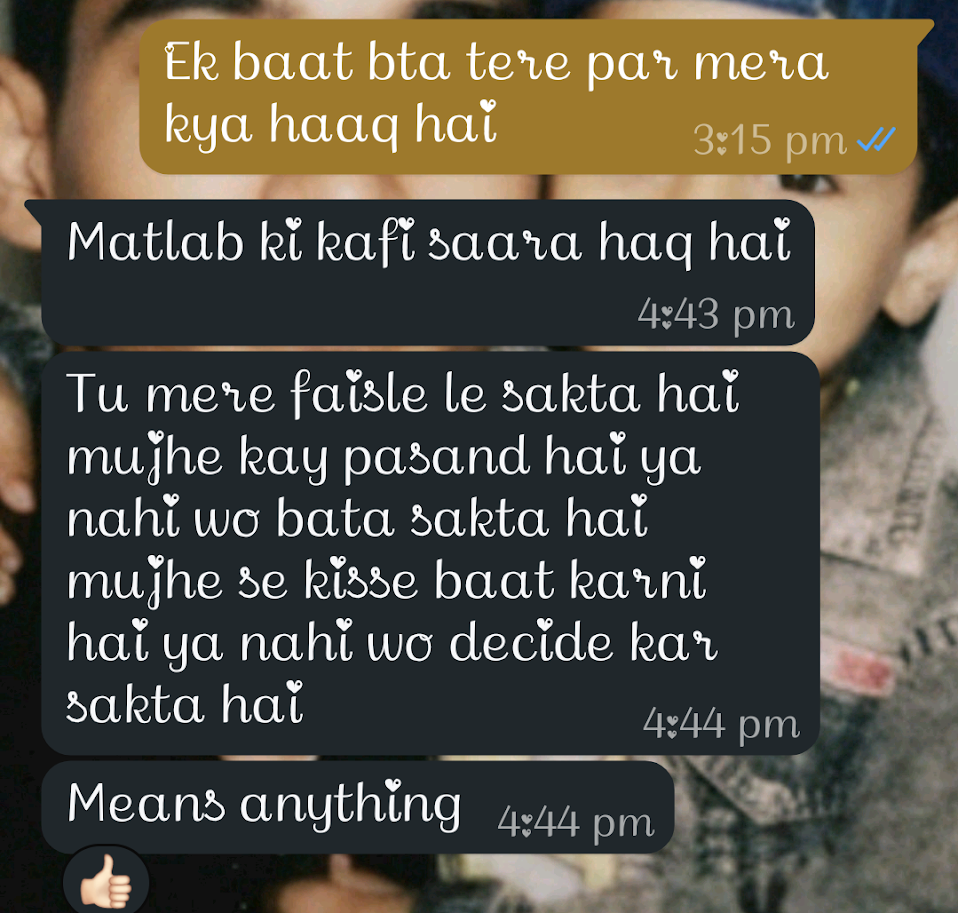 Ek baat bta tere par mera
kya haaq hai
3:15 pm
Matlab ki kafi saara haq hai
4:43 pm
Tu mere faisle le sakta hai
mujhe kay pasand hai ya
nahi wo bata sakta hai
mujhe se kisse baat karni
hai ya nahi wo decide kar
sakta hai
4:44 pm
Means anything 4:44 pm